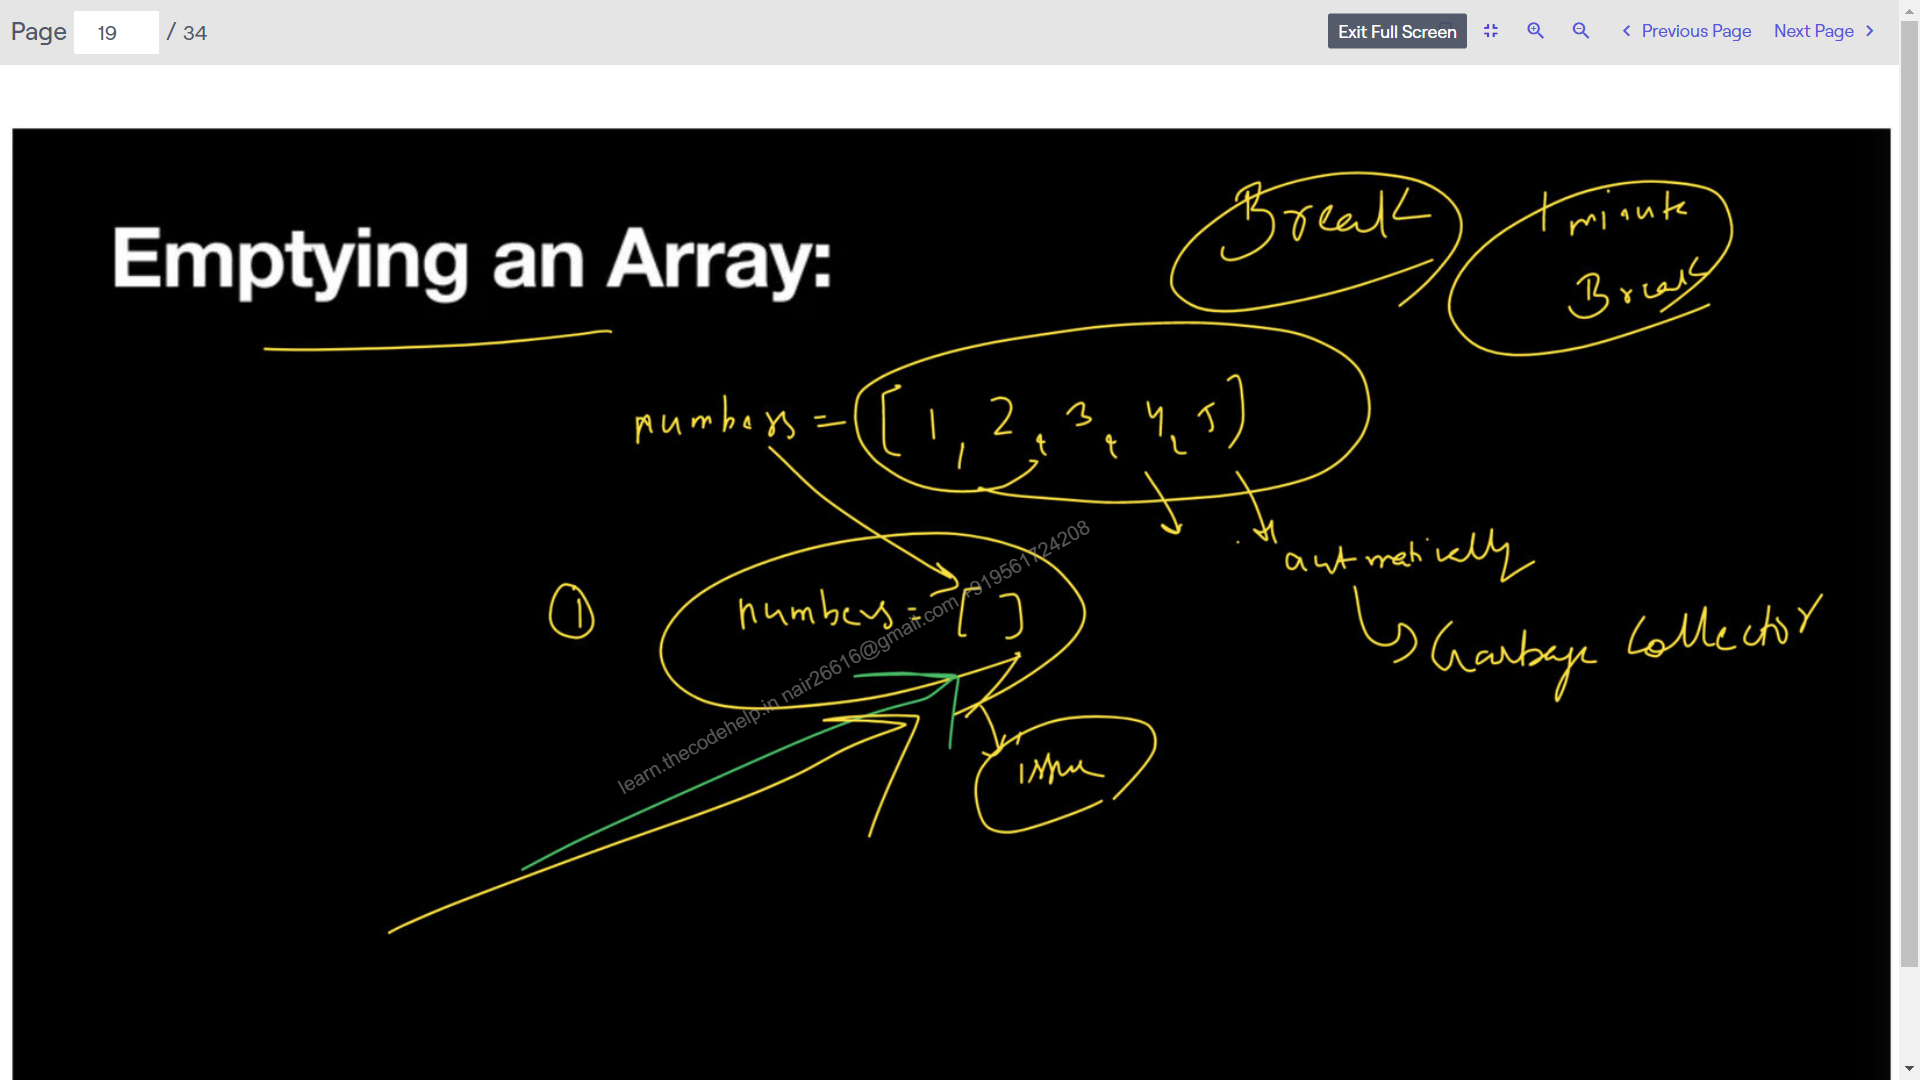 Page 19 / 34
Exit Full Screen
Previous Page
Next Page
Emptying an Array:
Break
1 minute
Break
numbers = [1, 2, 3, 4, 5]
automatically
Garbage Collector
① numbers = [ ]
issue
learn.thecodehelp.in nair26616@gmail.com +919561724208